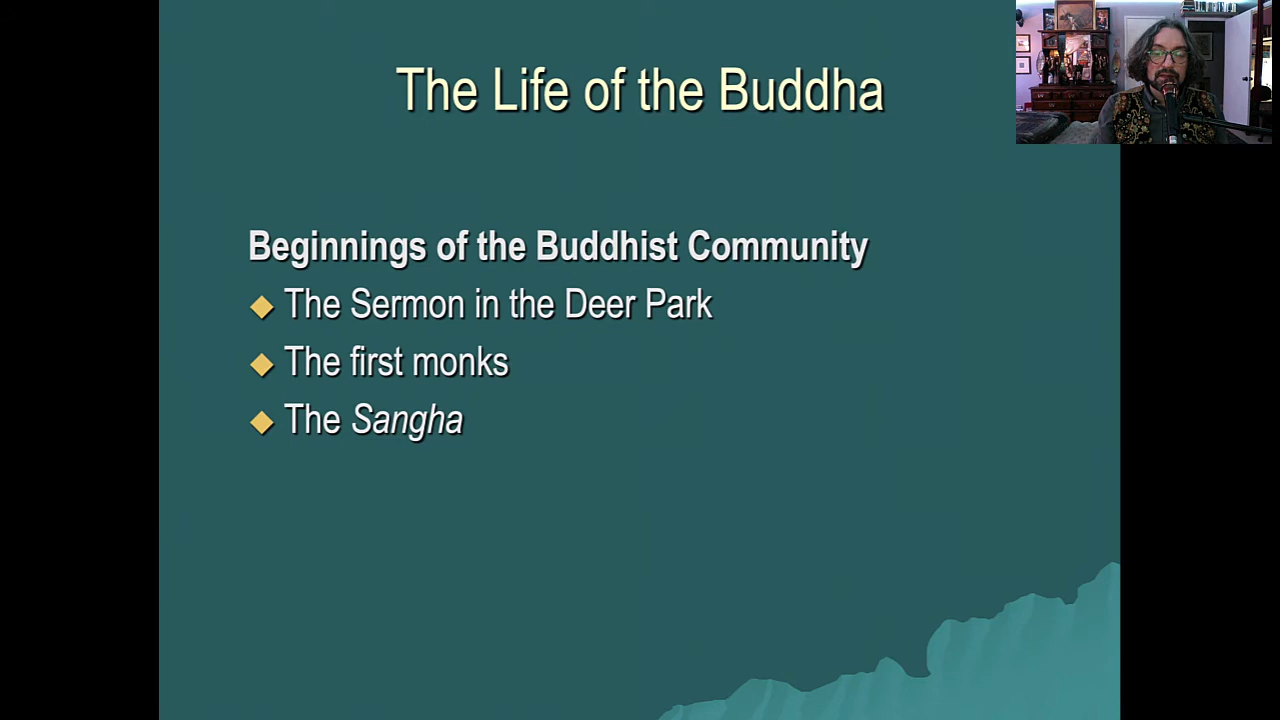 The Life of the Buddha
Beginnings of the Buddhist Community
The Sermon in the Deer Park
The first monks
The Sangha